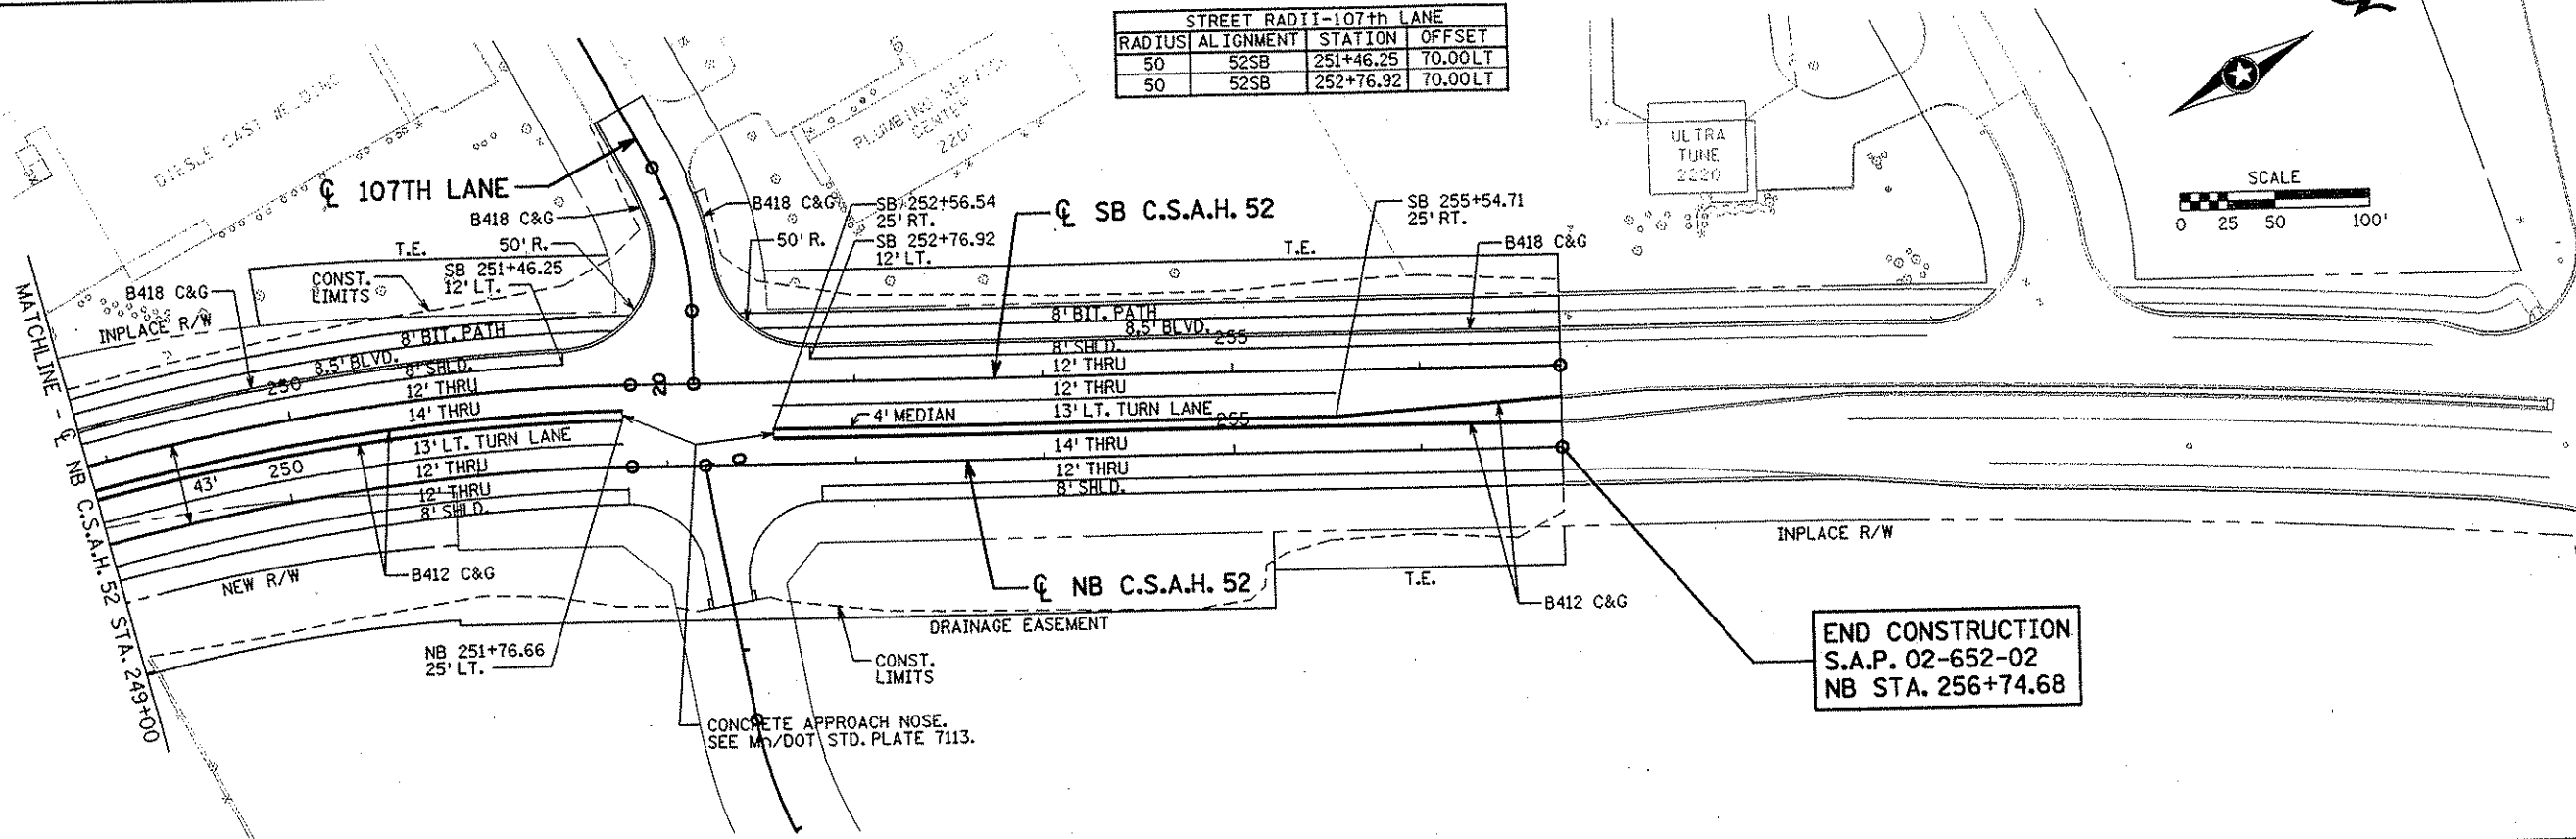 STREET RADII-107th LANE
RADIUS ALIGNMENT STATION OFFSET
50 52SB 251+46.25 70.00LT
50 52SB 252+76.92 70.00LT
PLUMBING
CENTER
2201
ULTRA
TUNE
2220
SCALE
0 25 50 100'
℄ 107TH LANE
B418 C&G
50' R.
T.E.
SB 251+46.25
12' LT.
CONST.
LIMITS
B418 C&G
INPLACE R/W
B418 C&G
50' R.
SB 252+56.54
25' RT.
SB 252+76.92
12' LT.
℄ SB C.S.A.H. 52
SB 255+54.71
25' RT.
T.E.
B418 C&G
8' BIT. PATH
8.5' BLVD.
8' SHLD.
250
12' THRU
14' THRU
13' LT. TURN LANE
250
12' THRU
12' THRU
8' SHLD.
43'
20
0
8' BIT. PATH
8.5' BLVD.
255
8' SHLD.
12' THRU
12' THRU
13' LT. TURN LANE
255
4' MEDIAN
14' THRU
12' THRU
8' SHLD.
MATCHLINE - ℄ NB C.S.A.H. 52 STA. 249+00
NEW R/W
B412 C&G
NB 251+76.66
25' LT.
CONCRETE APPROACH NOSE.
SEE Mn/DOT STD. PLATE 7113.
CONST.
LIMITS
DRAINAGE EASEMENT
℄ NB C.S.A.H. 52
T.E.
B412 C&G
INPLACE R/W
END CONSTRUCTION
S.A.P. 02-652-02
NB STA. 256+74.68